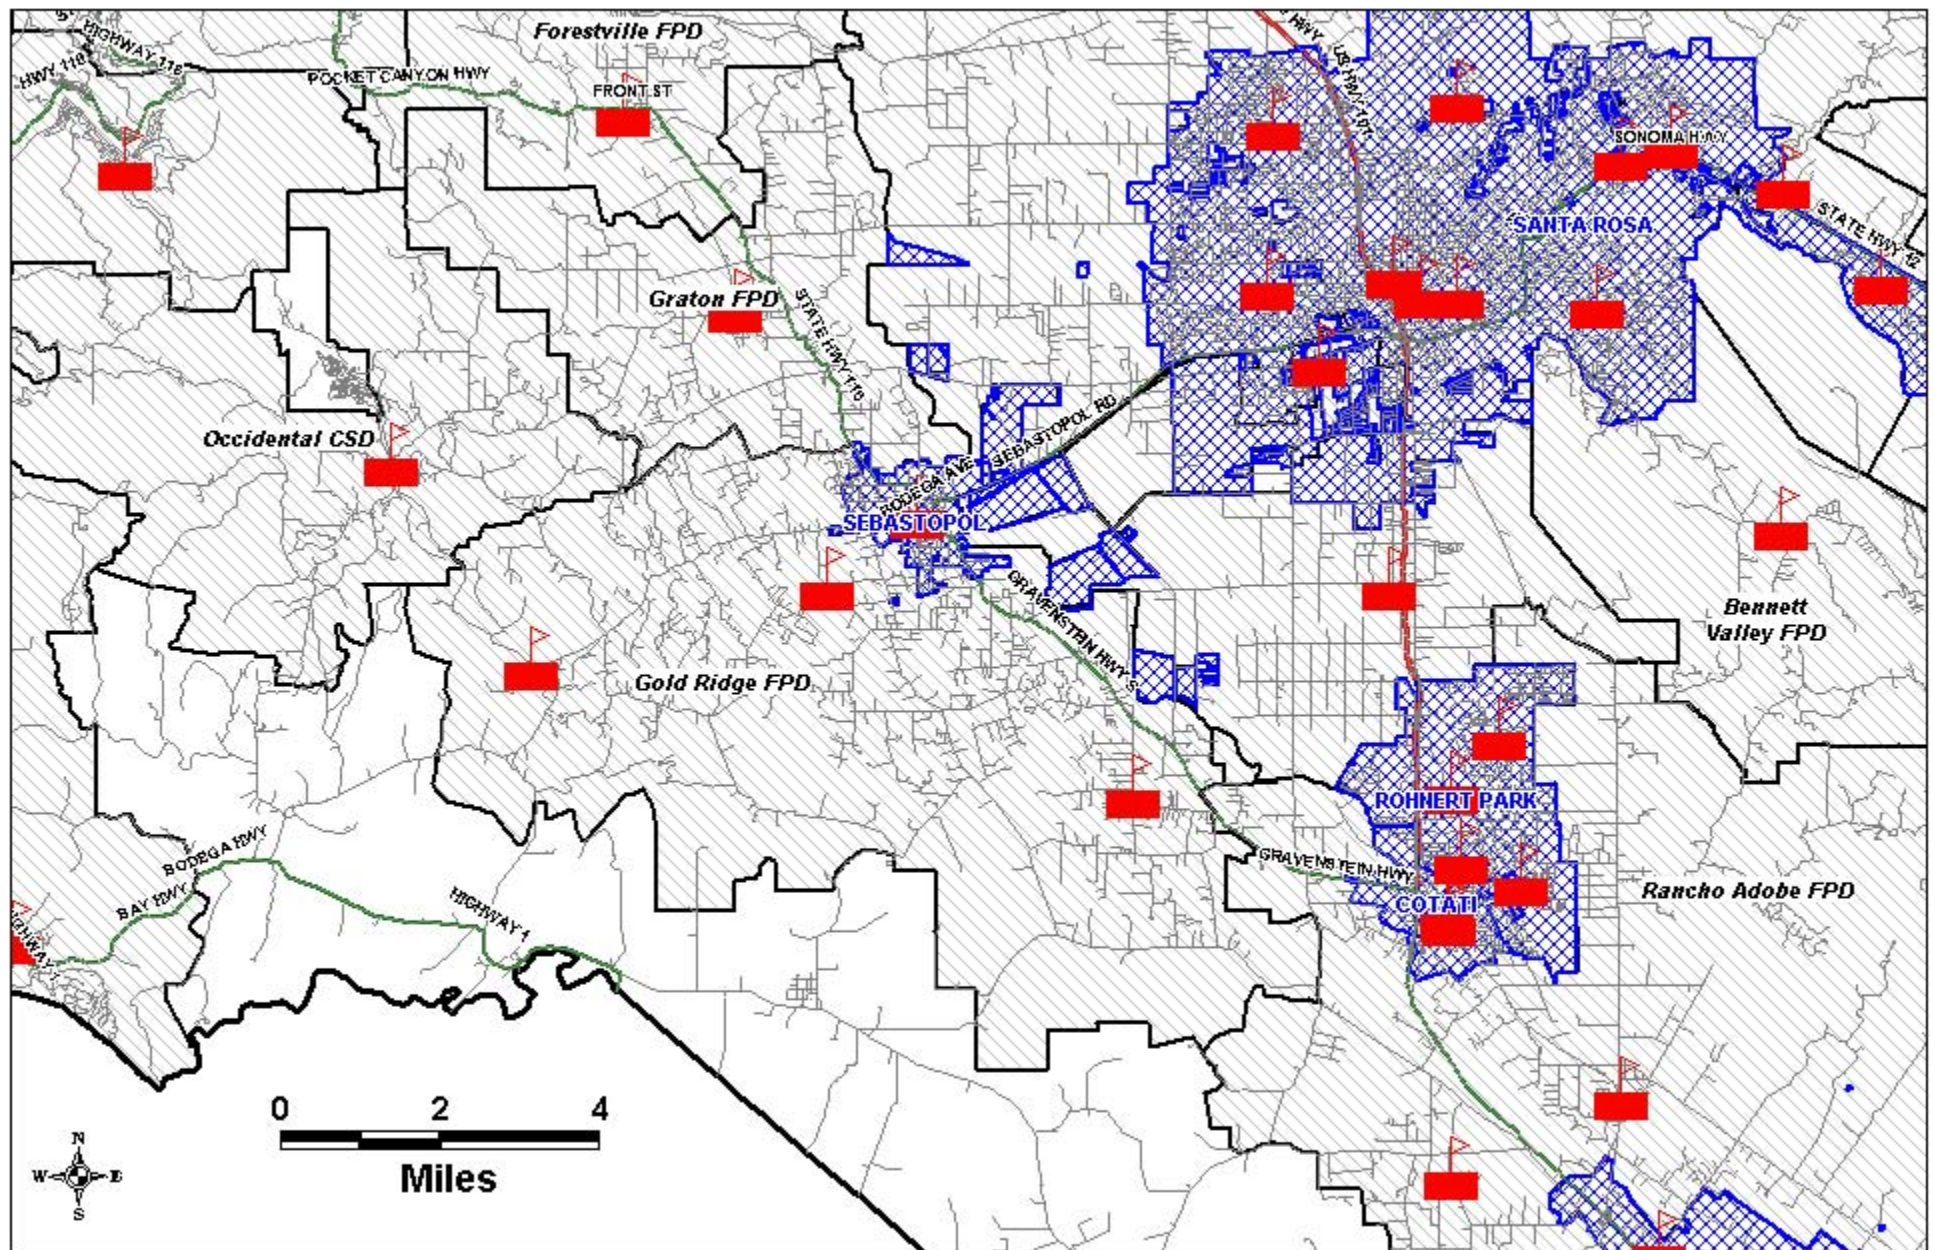 Forestville FPD
HIGHWAY 116
HWY 116
POCKET CANYON HWY
FRONT ST
US HWY 101
SONOMA HWY
SANTA ROSA
STATE HWY 12
Graton FPD
STATE HWY 116
Occidental CSD
SEBASTOPOL RD
BODEGA AVE
SEBASTOPOL
GRAVENSTEIN HWY S
Bennett
Valley FPD
Gold Ridge FPD
ROHNERT PARK
GRAVENSTEIN HWY
COTATI
Rancho Adobe FPD
BODEGA HWY
BAY HWY
HIGHWAY 1
HIGHWAY 1
0 2 4
Miles
N
W E
S